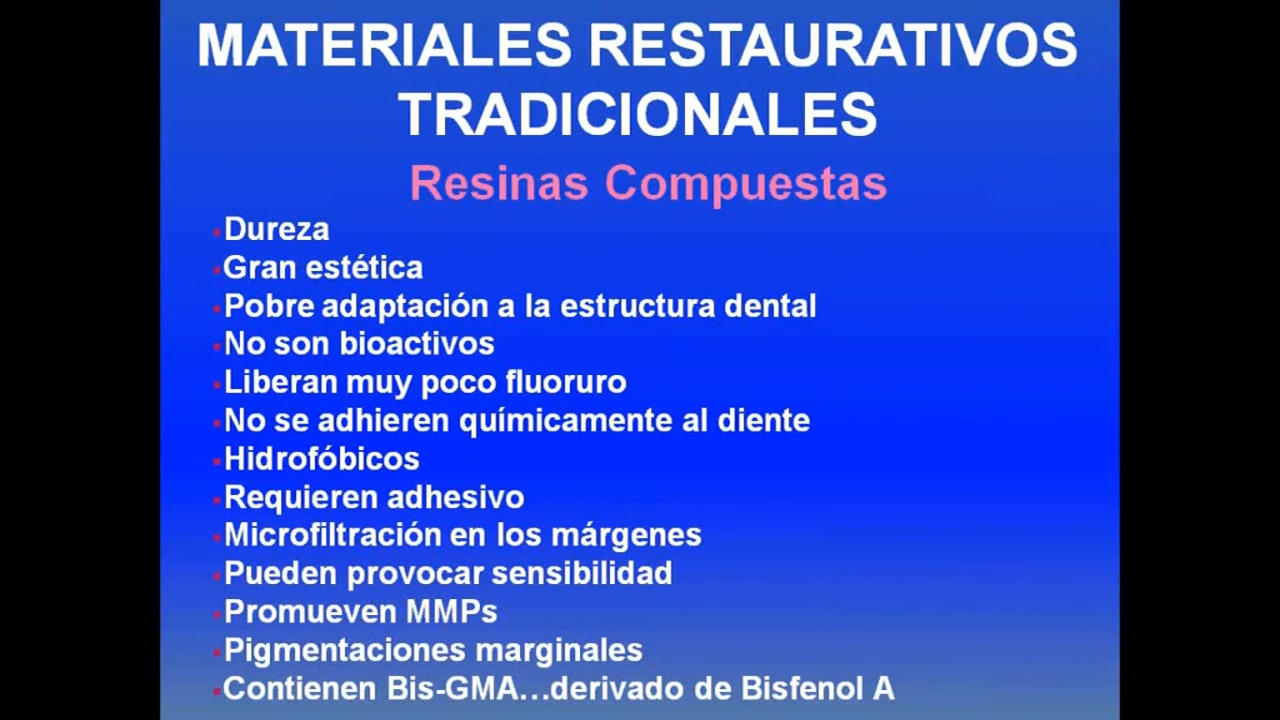 MATERIALES RESTAURATIVOS
TRADICIONALES
Resinas Compuestas
▪Dureza
▪Gran estética
▪Pobre adaptación a la estructura dental
▪No son bioactivos
▪Liberan muy poco fluoruro
▪No se adhieren químicamente al diente
▪Hidrofóbicos
▪Requieren adhesivo
▪Microfiltración en los márgenes
▪Pueden provocar sensibilidad
▪Promueven MMPs
▪Pigmentaciones marginales
▪Contienen Bis-GMA...derivado de Bisfenol A